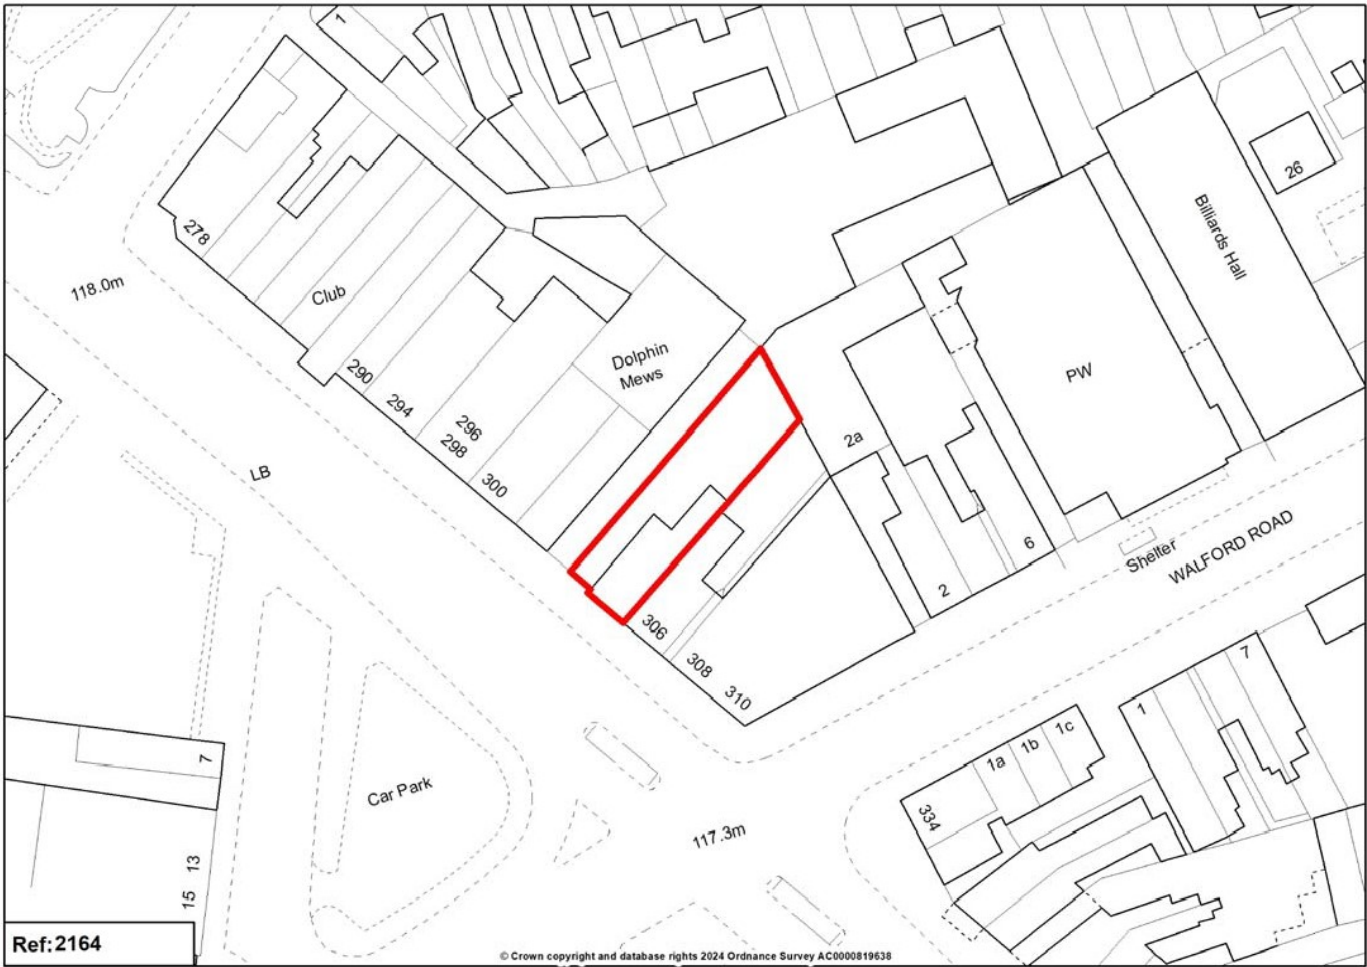 1
278
118.0m
Club
290
294
296
298
300
LB
Dolphin
Mews
26
Billiards Hall
PW
2a
6
2
Shelter
WALFORD ROAD
306
308
310
7
1
1c
1b
1a
334
7
Car Park
117.3m
13
15
Ref:2164
© Crown copyright and database rights 2024 Ordnance Survey AC0000819638